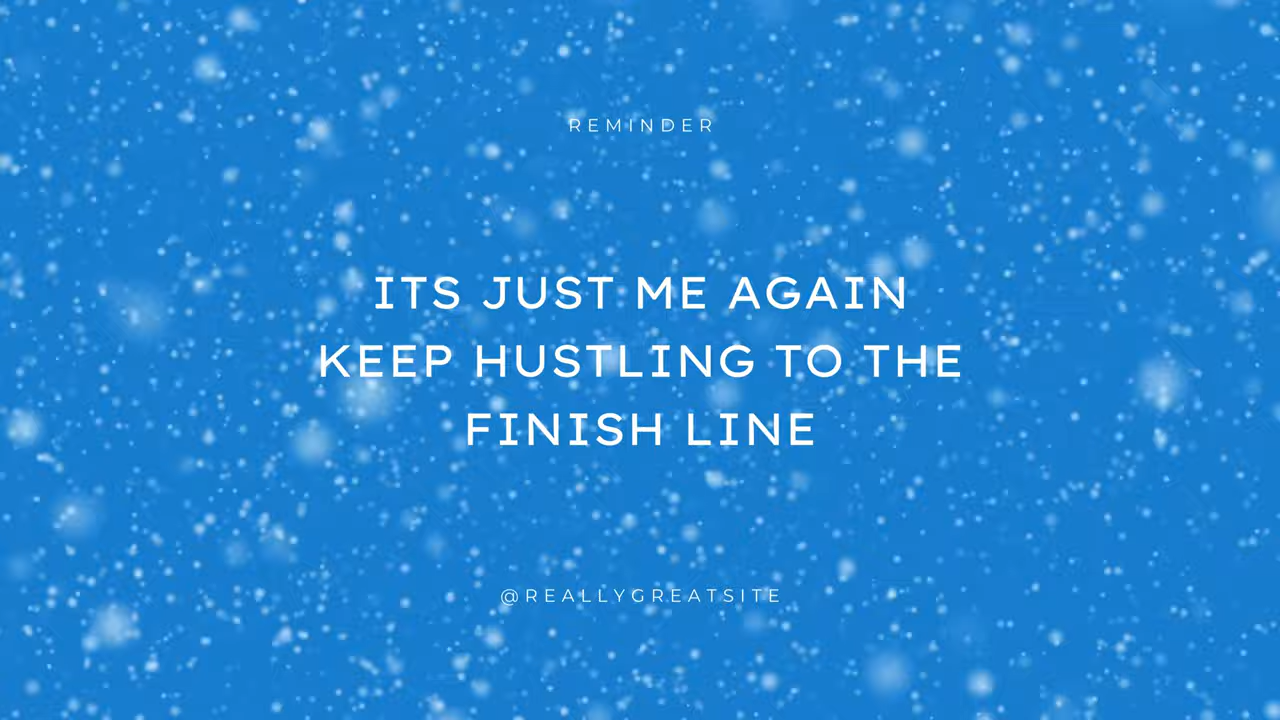 REMINDER
ITS JUST ME AGAIN
KEEP HUSTLING TO THE
FINISH LINE
@REALLYGREATSITE